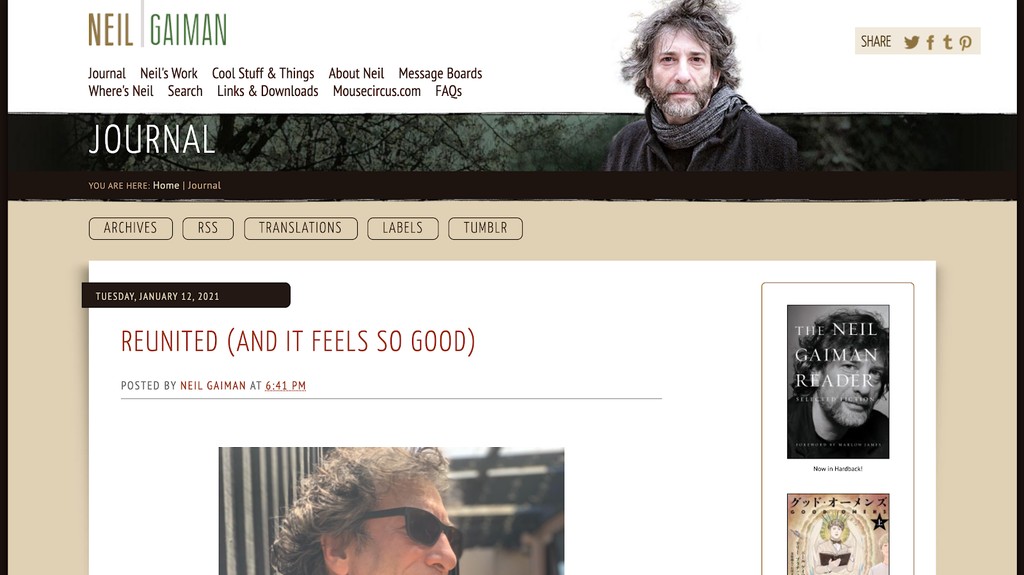 NEIL GAIMAN
SHARE
Journal Neil's Work Cool Stuff & Things About Neil Message Boards
Where's Neil Search Links & Downloads Mousecircus.com FAQs
JOURNAL
YOU ARE HERE: Home | Journal
ARCHIVES RSS TRANSLATIONS LABELS TUMBLR
TUESDAY, JANUARY 12, 2021
REUNITED (AND IT FEELS SO GOOD)
POSTED BY NEIL GAIMAN AT 6:41 PM
THE NEIL
GAIMAN
READER
SELECTED FICTION
FOREWORD BY MARLON JAMES
Now in Hardback!
グッド・オーメンズ
GOOD OMENS
上